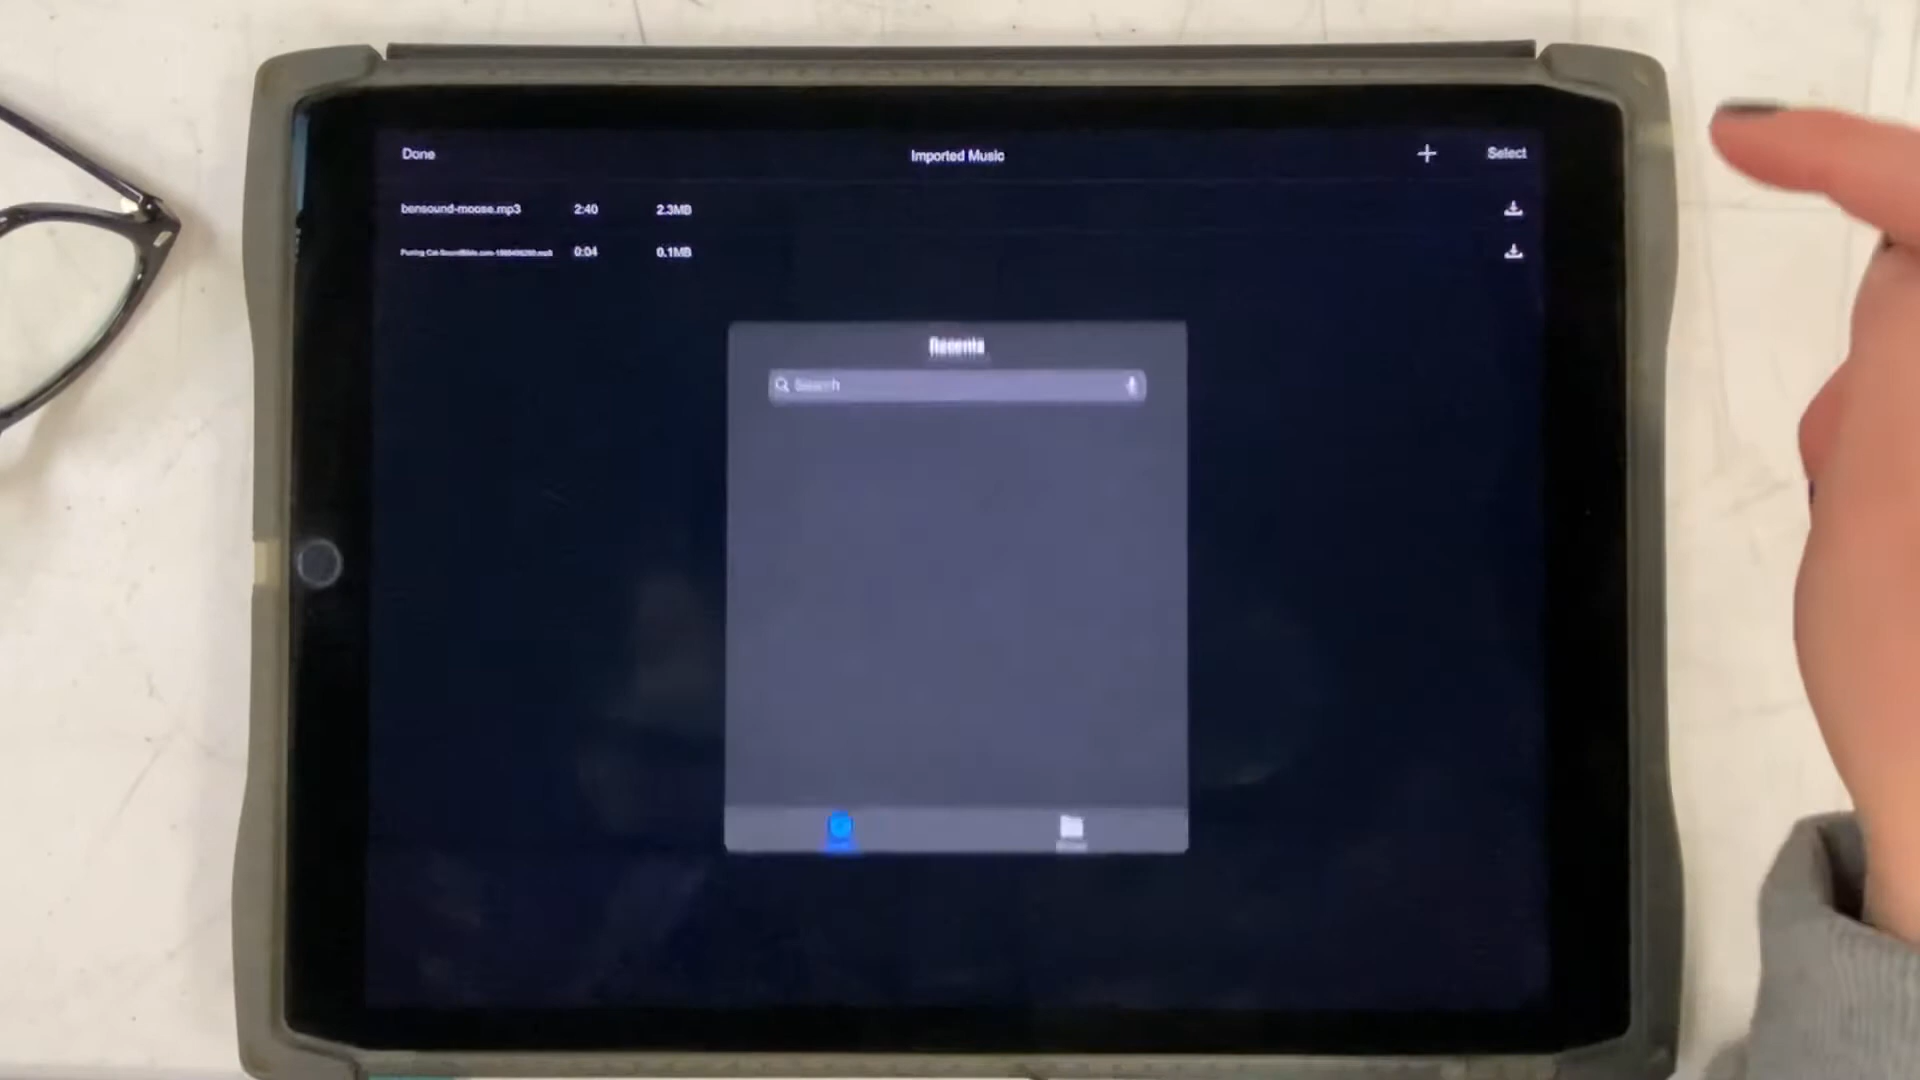 Done
Imported Music
Select
bensound-moose.mp3 2:40 2.3MB
0:04 0.1MB
Recents
Search